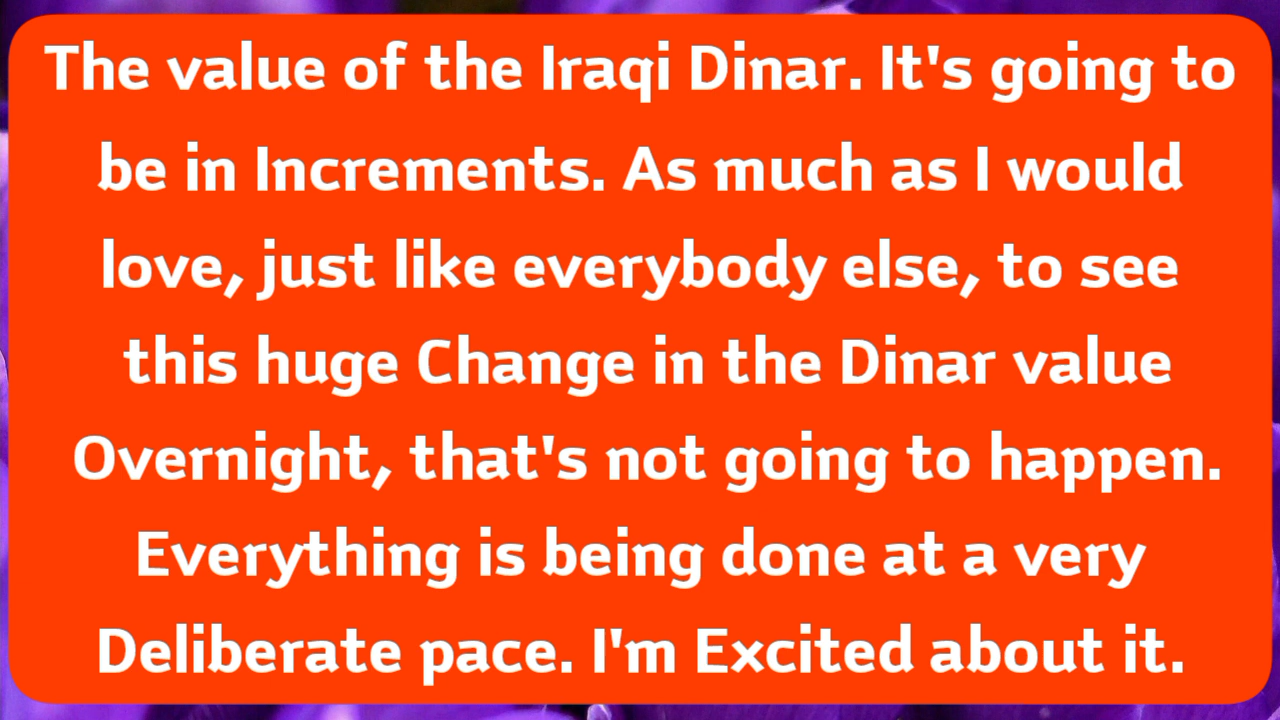 The value of the Iraqi Dinar. It's going to
be in Increments. As much as I would
love, just like everybody else, to see
this huge Change in the Dinar value
Overnight, that's not going to happen.
Everything is being done at a very
Deliberate pace. I'm Excited about it.